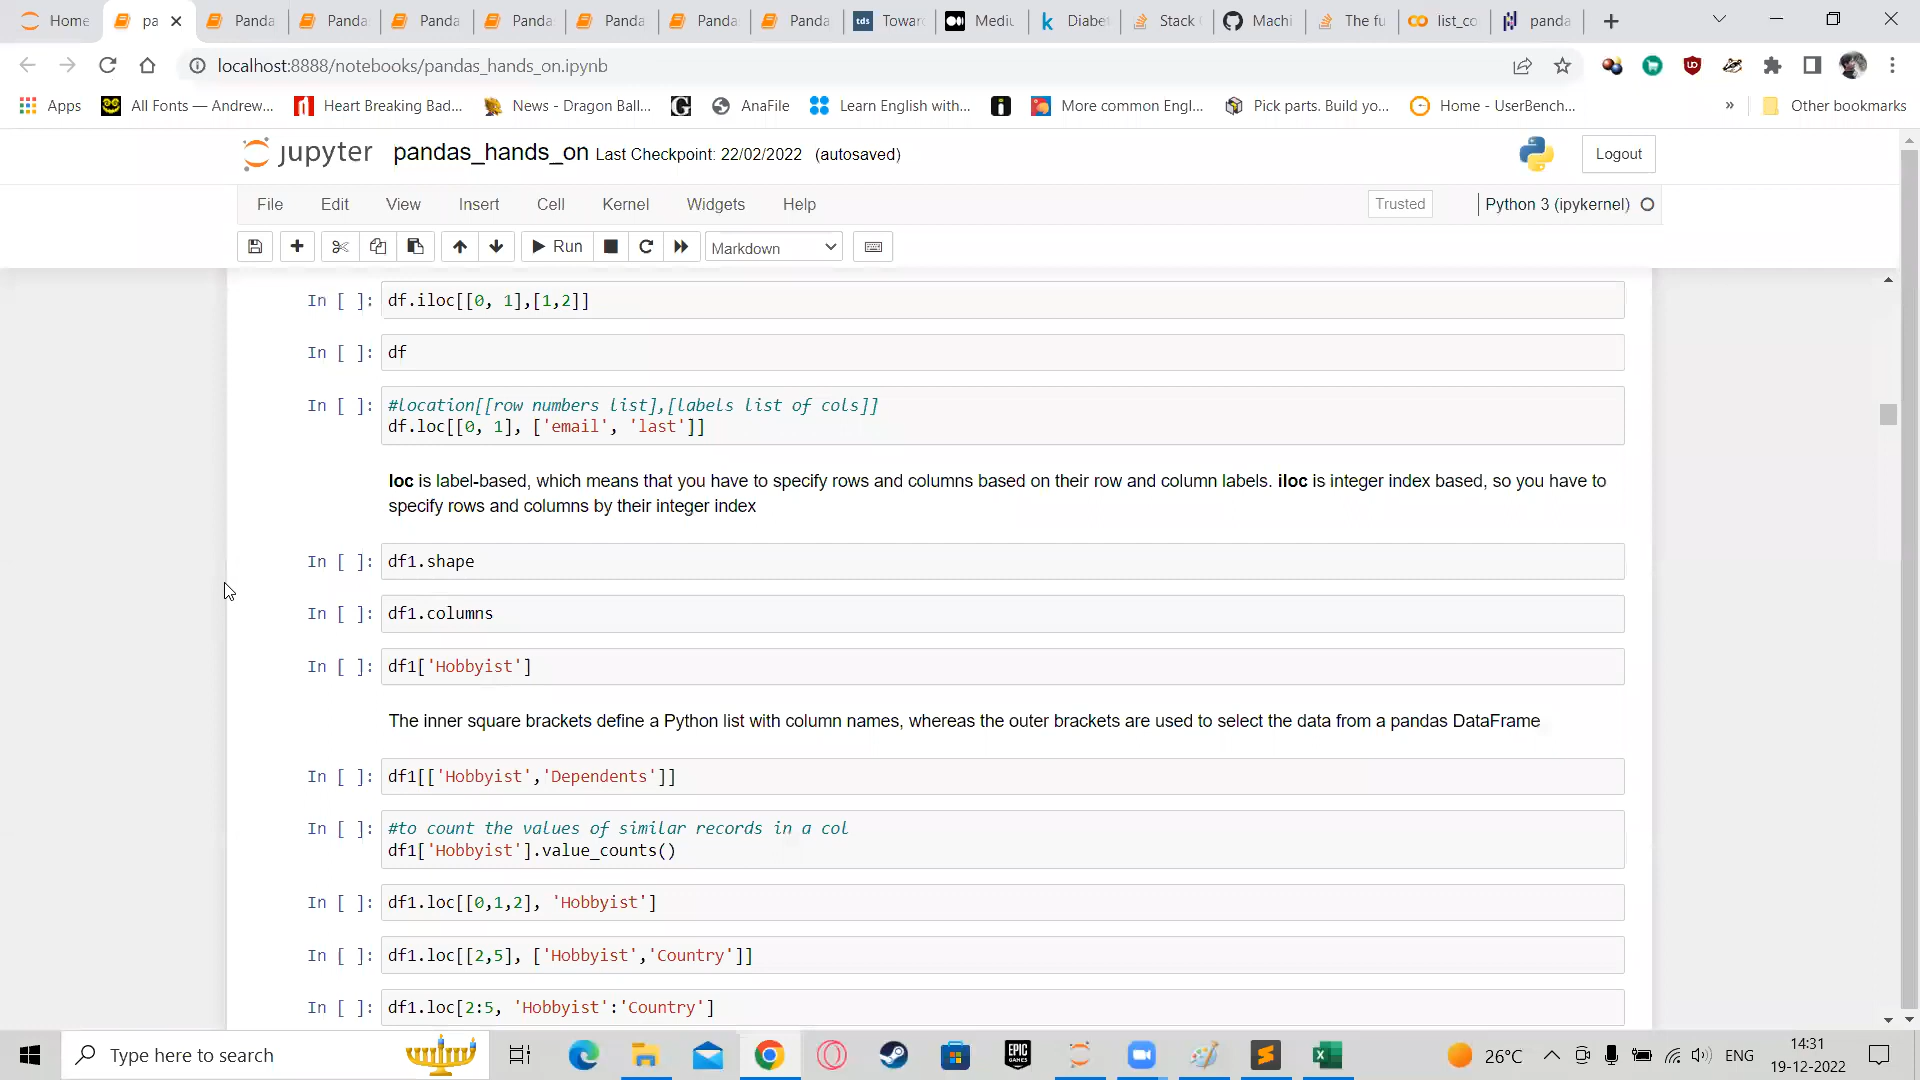 Home
pa
Panda
Panda
Panda
Panda
Panda
Panda
Panda
tds
Towar
Mediu
Diabet
Stack
Machi
The fu
list_co
panda
localhost:8888/notebooks/pandas_hands_on.ipynb
Apps
All Fonts — Andrew...
Heart Breaking Bad...
News - Dragon Ball...
AnaFile
Learn English with...
More common Engl...
Pick parts. Build yo...
Home - UserBench...
»
Other bookmarks
jupyter
pandas_hands_on Last Checkpoint: 22/02/2022 (autosaved)
Logout
File Edit View Insert Cell Kernel Widgets Help
Trusted
Python 3 (ipykernel)
Run
Markdown
In [ ]: df.iloc[[0, 1],[1,2]]
In [ ]: df
In [ ]: #location[[row numbers list],[labels list of cols]]
df.loc[[0, 1], ['email', 'last']]
loc is label-based, which means that you have to specify rows and columns based on their row and column labels. iloc is integer index based, so you have to
specify rows and columns by their integer index
In [ ]: df1.shape
In [ ]: df1.columns
In [ ]: df1['Hobbyist']
The inner square brackets define a Python list with column names, whereas the outer brackets are used to select the data from a pandas DataFrame
In [ ]: df1[['Hobbyist','Dependents']]
In [ ]: #to count the values of similar records in a col
df1['Hobbyist'].value_counts()
In [ ]: df1.loc[[0,1,2], 'Hobbyist']
In [ ]: df1.loc[[2,5], ['Hobbyist','Country']]
In [ ]: df1.loc[2:5, 'Hobbyist':'Country']
Type here to search
EPIC
GAMES
26°C
ENG
14:31
19-12-2022